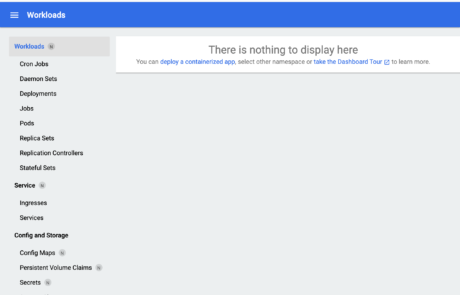 Workloads
Workloads N
There is nothing to display here
You can deploy a containerized app, select other namespace or take the Dashboard Tour to learn more.
Cron Jobs
Daemon Sets
Deployments
Jobs
Pods
Replica Sets
Replication Controllers
Stateful Sets
Service N
Ingresses
Services
Config and Storage
Config Maps N
Persistent Volume Claims N
Secrets N